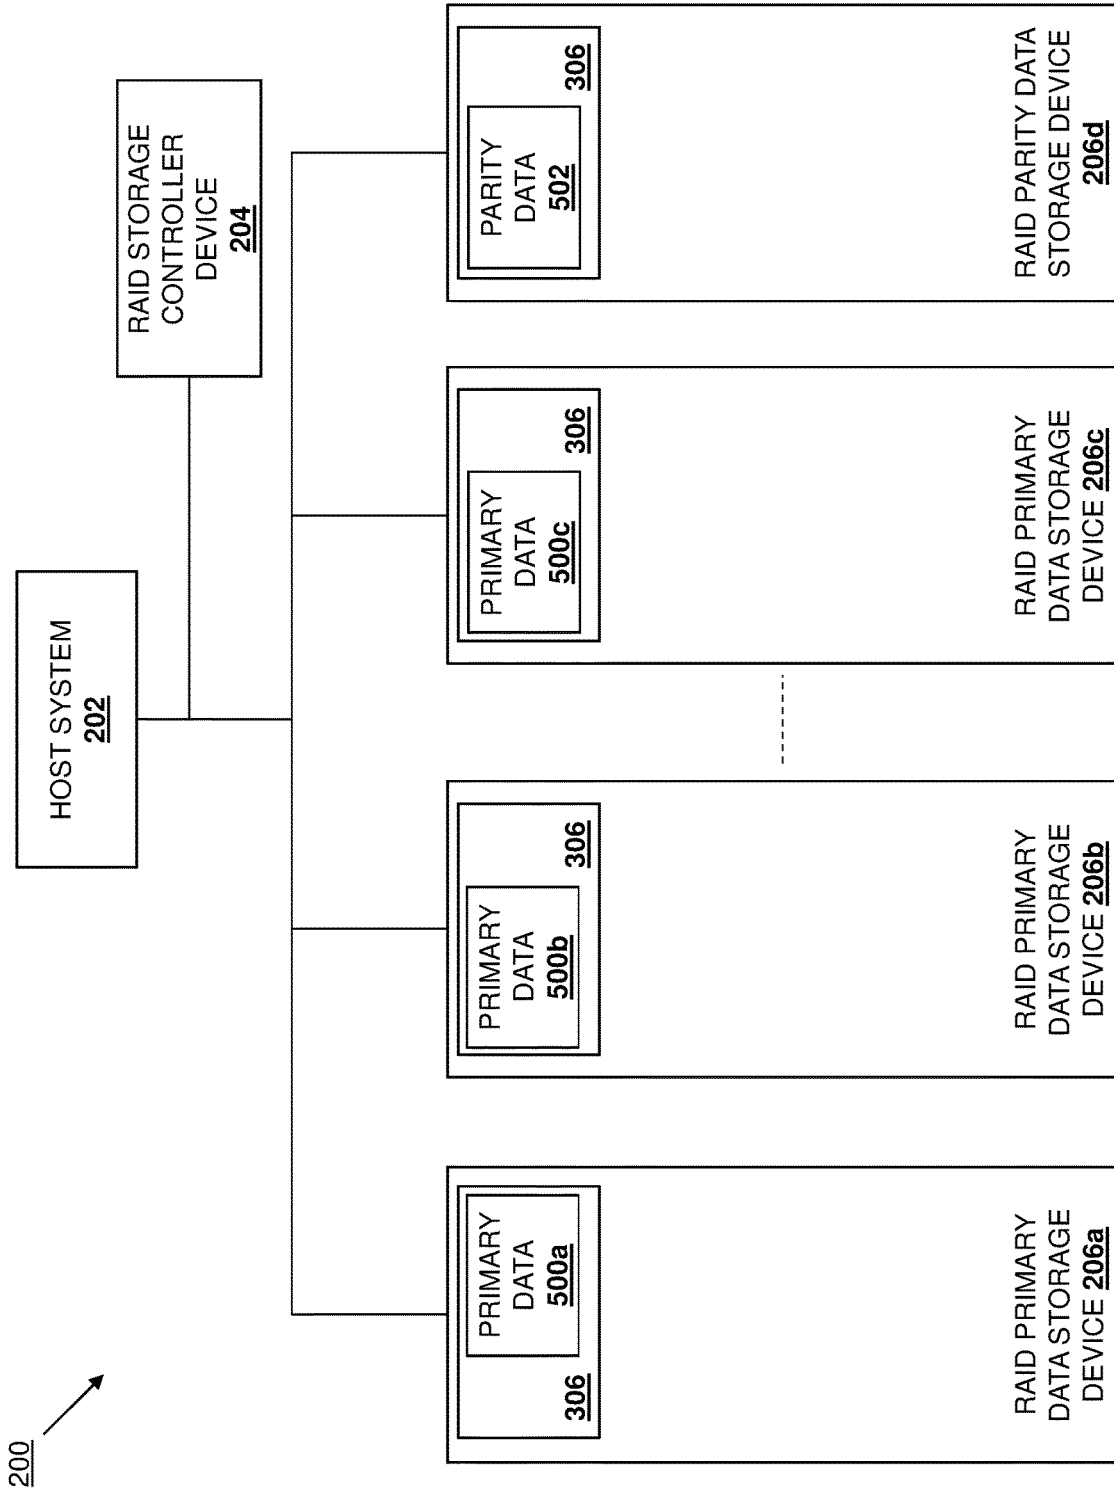 200
HOST SYSTEM
202
RAID STORAGE
CONTROLLER
DEVICE
204
306
PRIMARY
DATA
500a
RAID PRIMARY
DATA STORAGE
DEVICE 206a
PRIMARY
DATA
500b
306
RAID PRIMARY
DATA STORAGE
DEVICE 206b
PRIMARY
DATA
500c
306
RAID PRIMARY
DATA STORAGE
DEVICE 206c
PARITY
DATA
502
306
RAID PARITY DATA
STORAGE DEVICE
206d